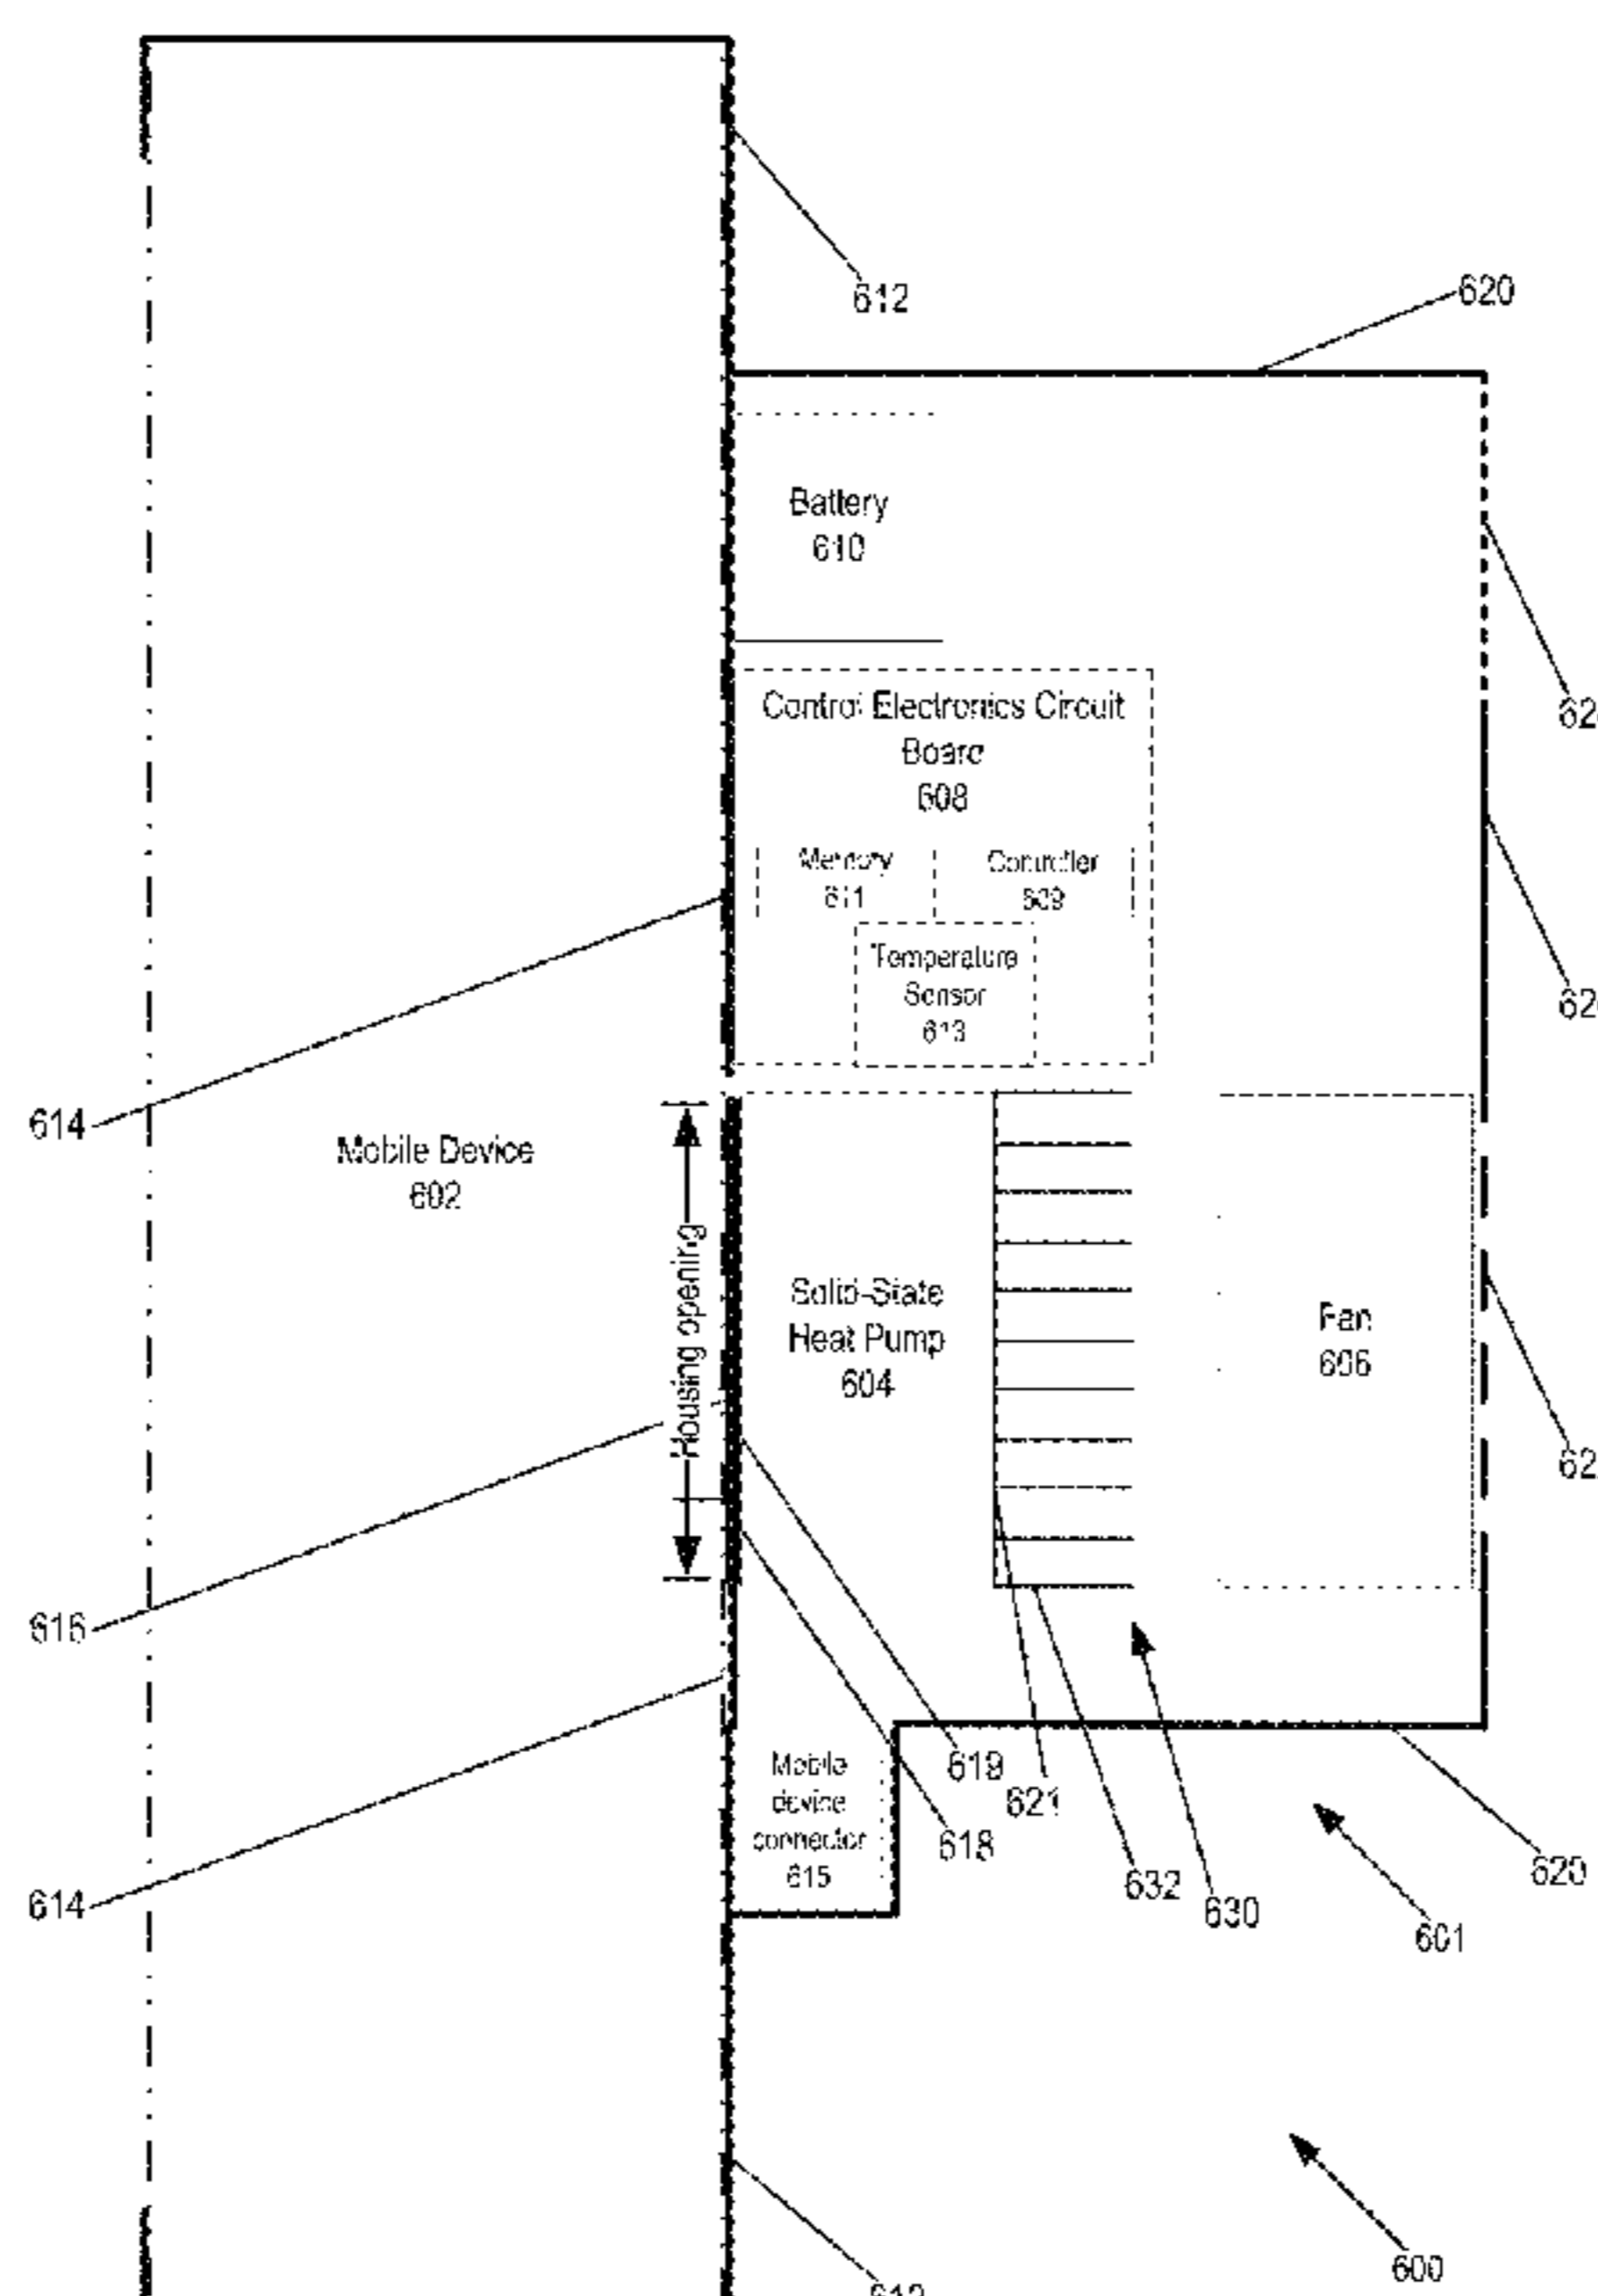 612
620
Battery
610
Control Electronics Circuit
Board
608
Memory
611
Controller
609
Temperature
Sensor
613
614
Mobile Device
602
Housing opening
Solid-State
Heat Pump
604
Fan
606
616
619
621
618
Mobile
device
connector
615
632
630
620
601
614
600